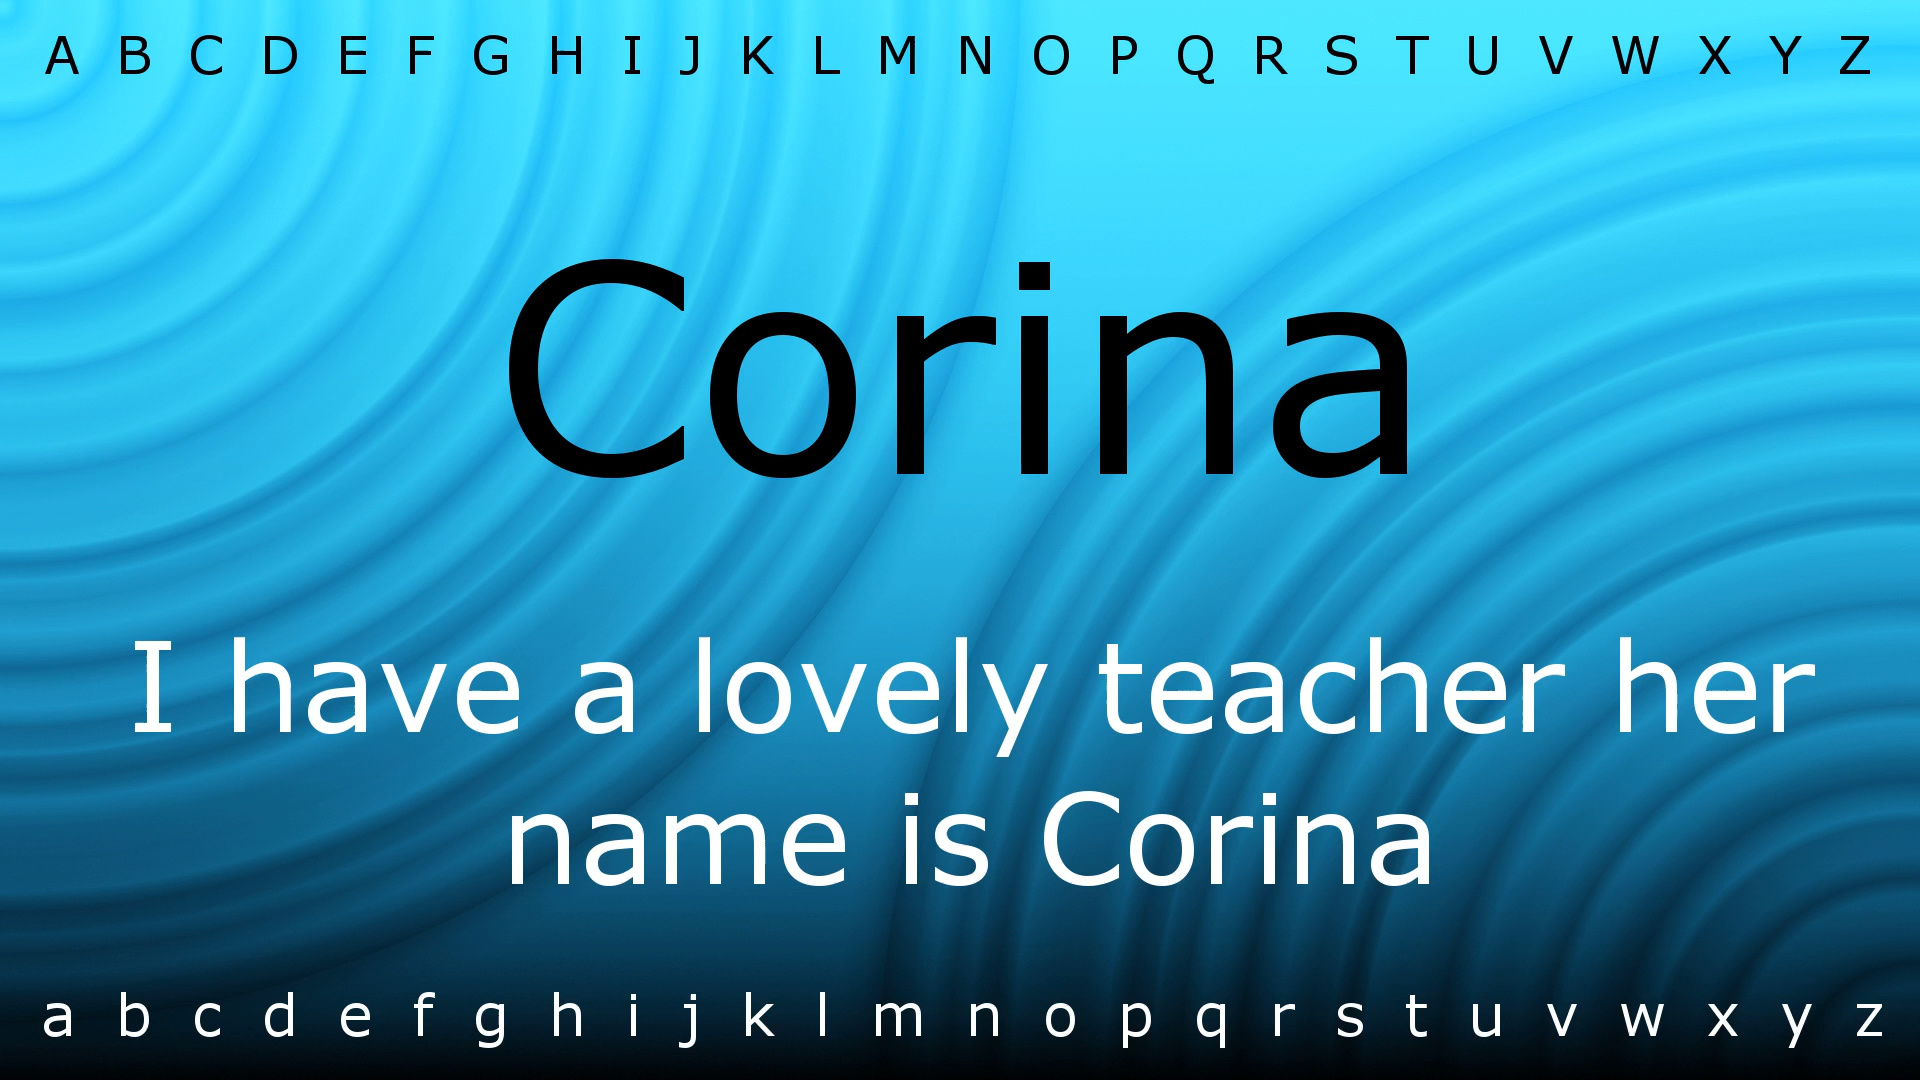 A B C D E F G H I J K L M N O P Q R S T U V W X Y Z
Corina
I have a lovely teacher her
name is Corina
a b c d e f g h i j k l m n o p q r s t u v w x y z